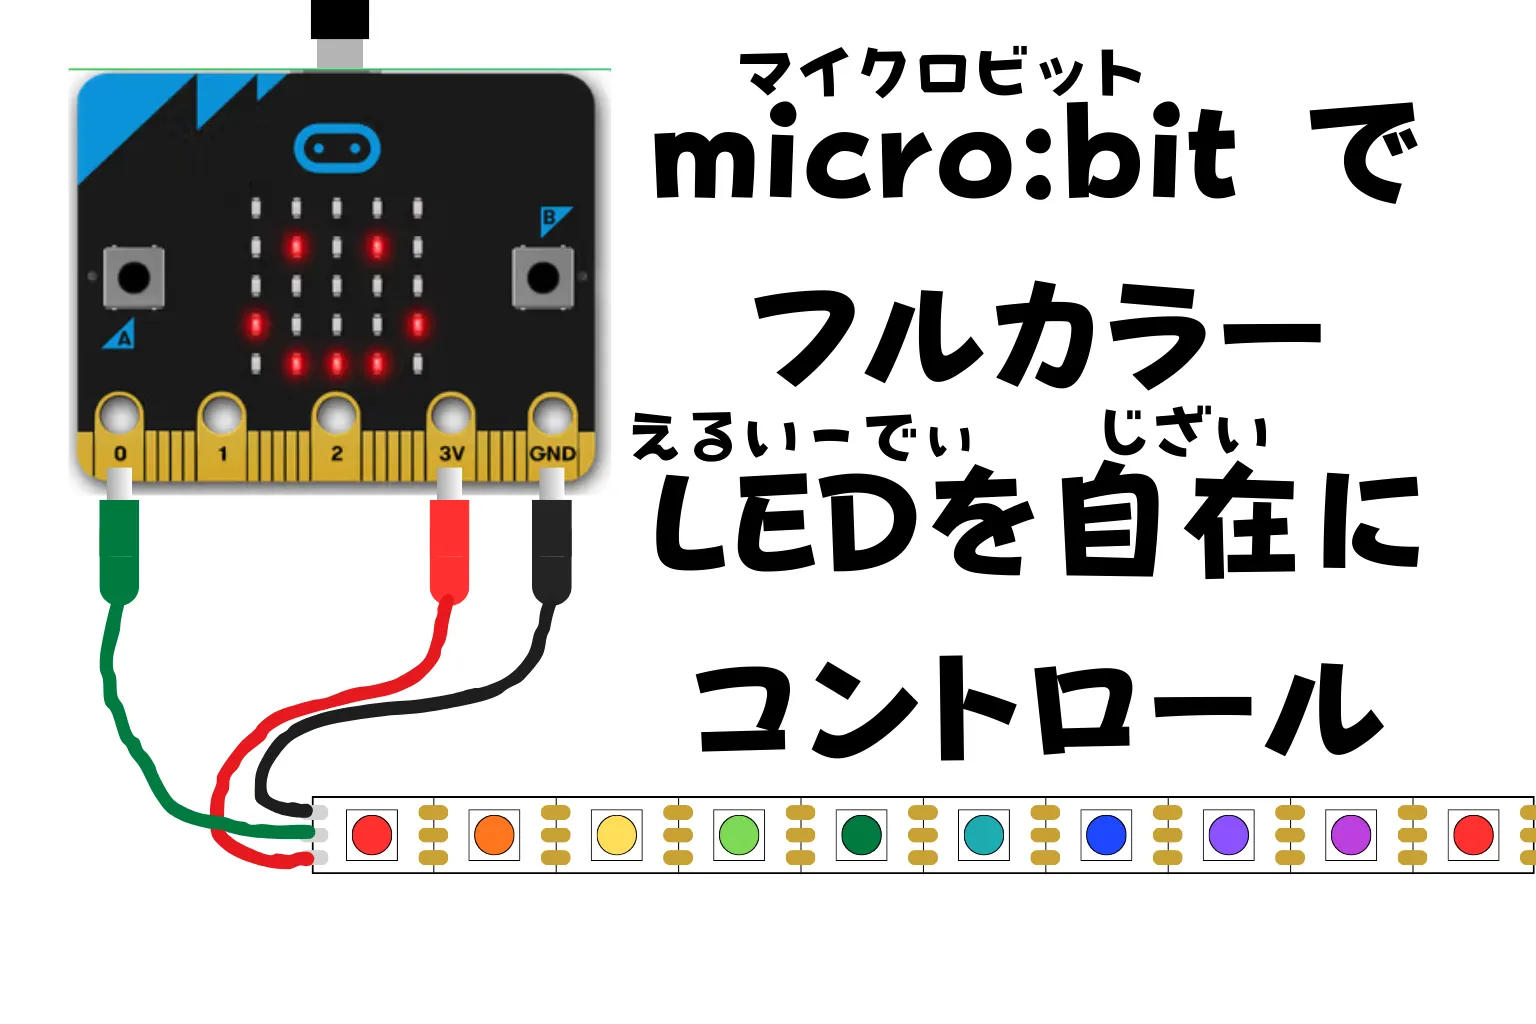 マイクロビット
micro:bit で
フルカラー
えるいーでぃ じざい
LEDを自在に
コントロール
B
A
0 1 2 3V GND